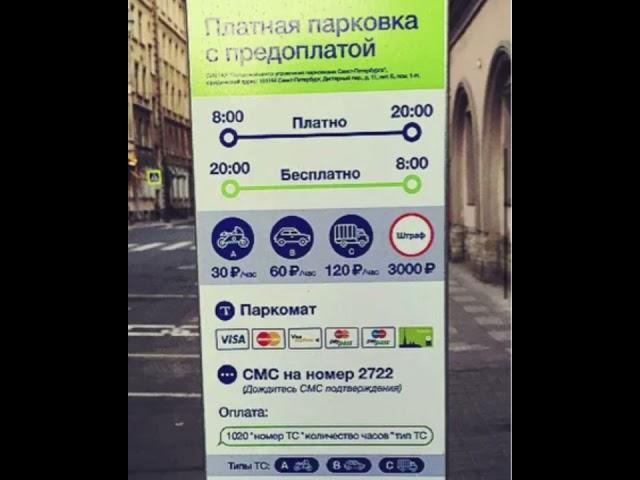 Платная парковка
с предоплатой
8:00 Платно 20:00
20:00 Бесплатно 8:00
A B C Штраф
30 ₽/час 60 ₽/час 120 ₽/час 3000 ₽
Т Паркомат
VISA MasterCard Visa
СМС на номер 2722
(Дождитесь СМС подтверждения)
Оплата:
1020*номер ТС*количество часов*тип ТС
Типы ТС: A B C